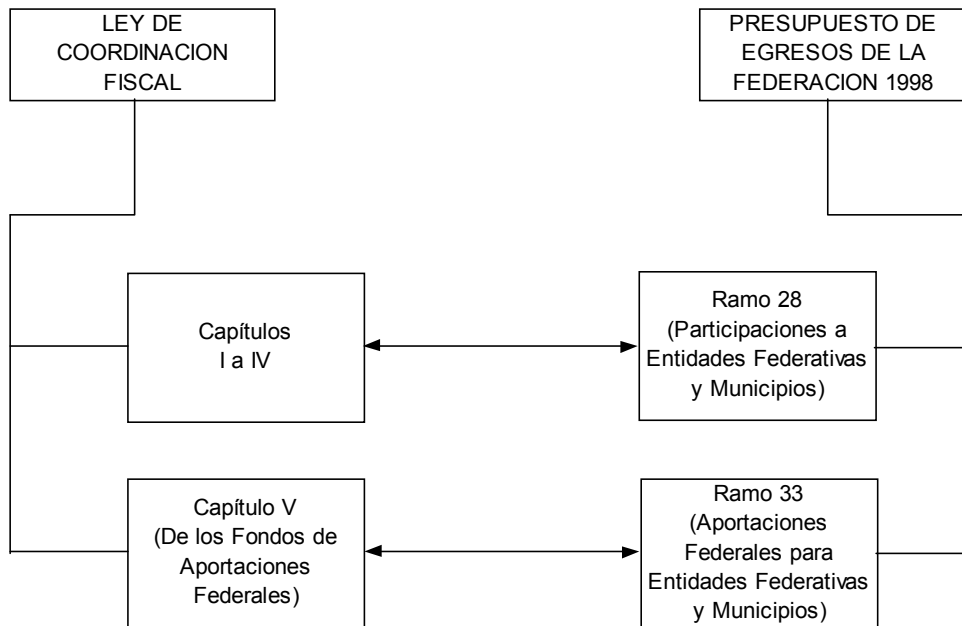 LEY DE
COORDINACION
FISCAL
PRESUPUESTO DE
EGRESOS DE LA
FEDERACION 1998
Capítulos
I a IV
Ramo 28
(Participaciones a
Entidades Federativas
y Municipios)
Capítulo V
(De los Fondos de
Aportaciones
Federales)
Ramo 33
(Aportaciones
Federales para
Entidades Federativas
y Municipios)